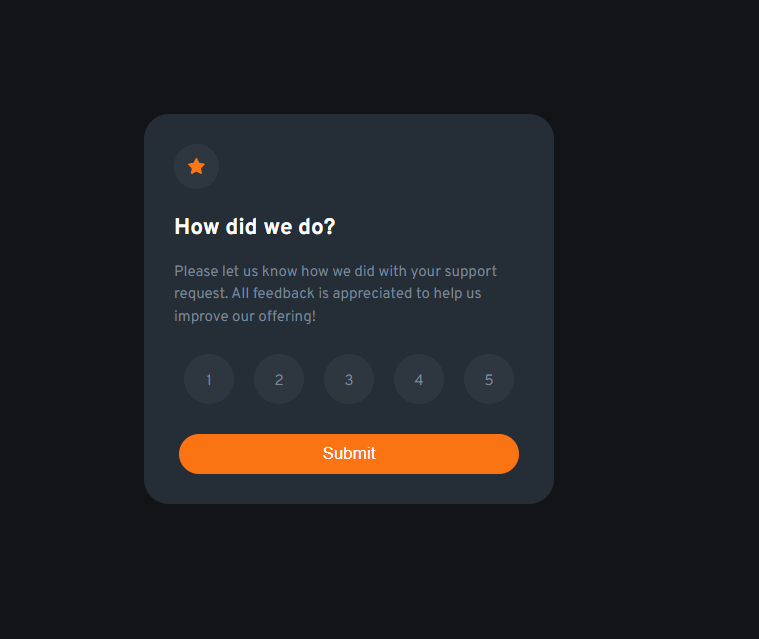 How did we do?
Please let us know how we did with your support
request. All feedback is appreciated to help us
improve our offering!
1 2 3 4 5
Submit